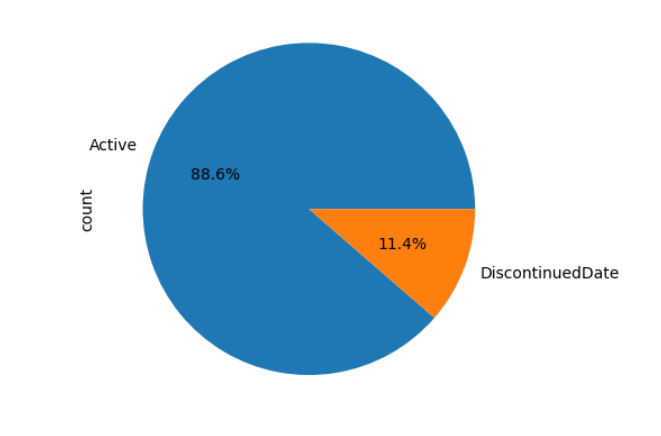 Active
88.6%
count
11.4%
DiscontinuedDate